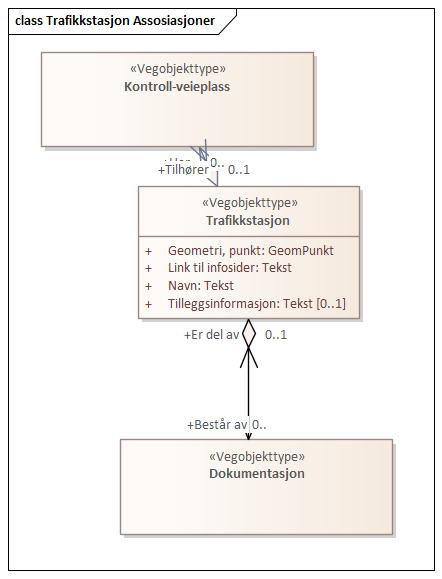 class Trafikkstasjon Assosiasjoner
«Vegobjekttype»
Kontroll-veieplass
0..
+Tilhører 0..1
«Vegobjekttype»
Trafikkstasjon
+ Geometri, punkt: GeomPunkt
+ Link til infosider: Tekst
+ Navn: Tekst
+ Tilleggsinformasjon: Tekst [0..1]
+Er del av 0..1
+Består av 0..
«Vegobjekttype»
Dokumentasjon